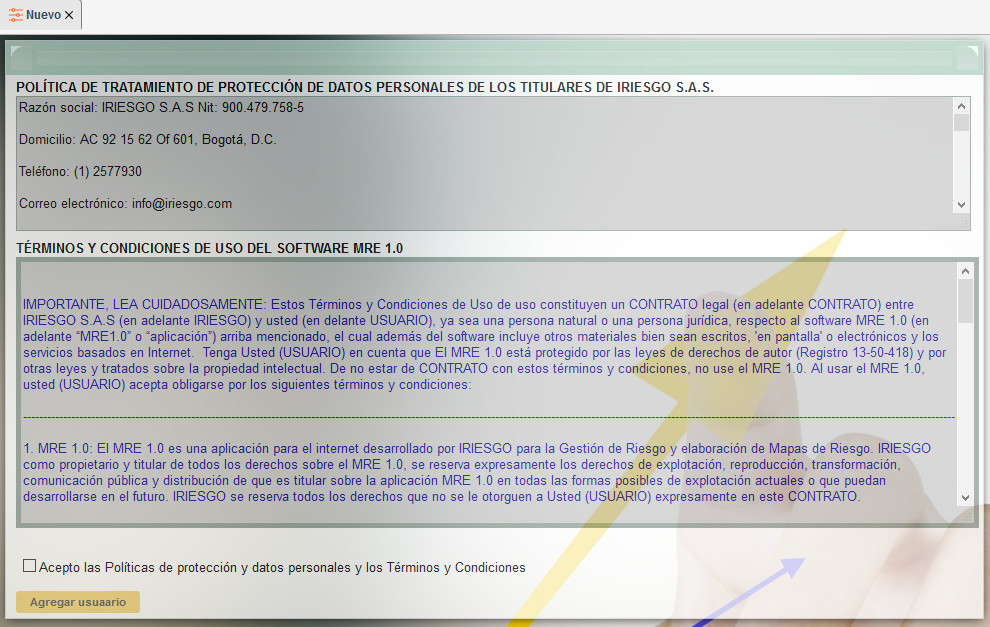 Nuevo
POLÍTICA DE TRATAMIENTO DE PROTECCIÓN DE DATOS PERSONALES DE LOS TITULARES DE IRIESGO S.A.S.
Razón social: IRIESGO S.A.S Nit: 900.479.758-5
Domicilio: AC 92 15 62 Of 601, Bogotá, D.C.
Teléfono: (1) 2577930
Correo electrónico: info@iriesgo.com
TÉRMINOS Y CONDICIONES DE USO DEL SOFTWARE MRE 1.0
IMPORTANTE, LEA CUIDADOSAMENTE: Estos Términos y Condiciones de Uso de uso constituyen un CONTRATO legal (en adelante CONTRATO) entre
IRIESGO S.A.S (en adelante IRIESGO) y usted (en delante USUARIO), ya sea una persona natural o una persona jurídica, respecto al software MRE 1.0 (en
adelante “MRE1.0” o “aplicación”) arriba mencionado, el cual además del software incluye otros materiales bien sean escritos, 'en pantalla' o electrónicos y los
servicios basados en Internet.  Tenga Usted (USUARIO) en cuenta que El MRE 1.0 está protegido por las leyes de derechos de autor (Registro 13-50-418) y por
otras leyes y tratados sobre la propiedad intelectual. De no estar de CONTRATO con estos términos y condiciones, no use el MRE 1.0. Al usar el MRE 1.0,
usted (USUARIO) acepta obligarse por los siguientes términos y condiciones:
1. MRE 1.0: El MRE 1.0 es una aplicación para el internet desarrollado por IRIESGO para la Gestión de Riesgo y elaboración de Mapas de Riesgo. IRIESGO
como propietario y titular de todos los derechos sobre el MRE 1.0, se reserva expresamente los derechos de explotación, reproducción, transformación,
comunicación pública y distribución de que es titular sobre la aplicación MRE 1.0 en todas las formas posibles de explotación actuales o que puedan
desarrollarse en el futuro. IRIESGO se reserva todos los derechos que no se le otorguen a Usted (USUARIO) expresamente en este CONTRATO.
Acepto las Políticas de protección y datos personales y los Términos y Condiciones
Agregar usuaario